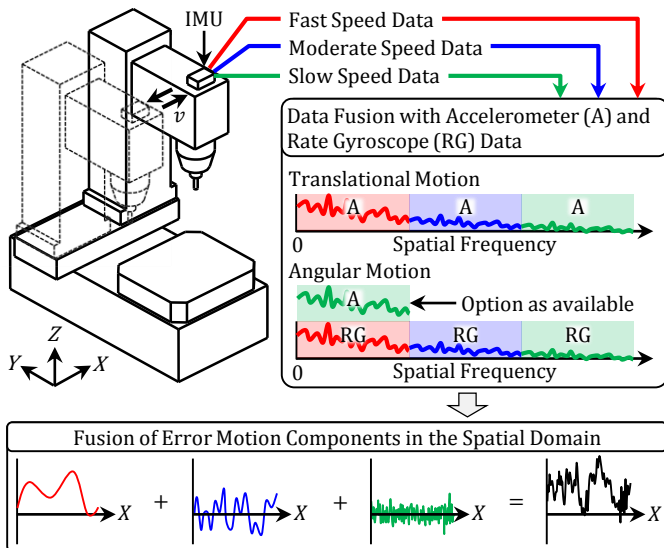 IMU
Fast Speed Data
Moderate Speed Data
Slow Speed Data
v
Data Fusion with Accelerometer (A) and
Rate Gyroscope (RG) Data
Translational Motion
A A A
0 Spatial Frequency
Angular Motion
A Option as available
RG RG RG
0 Spatial Frequency
Z
Y X
Fusion of Error Motion Components in the Spatial Domain
X + X + X = X